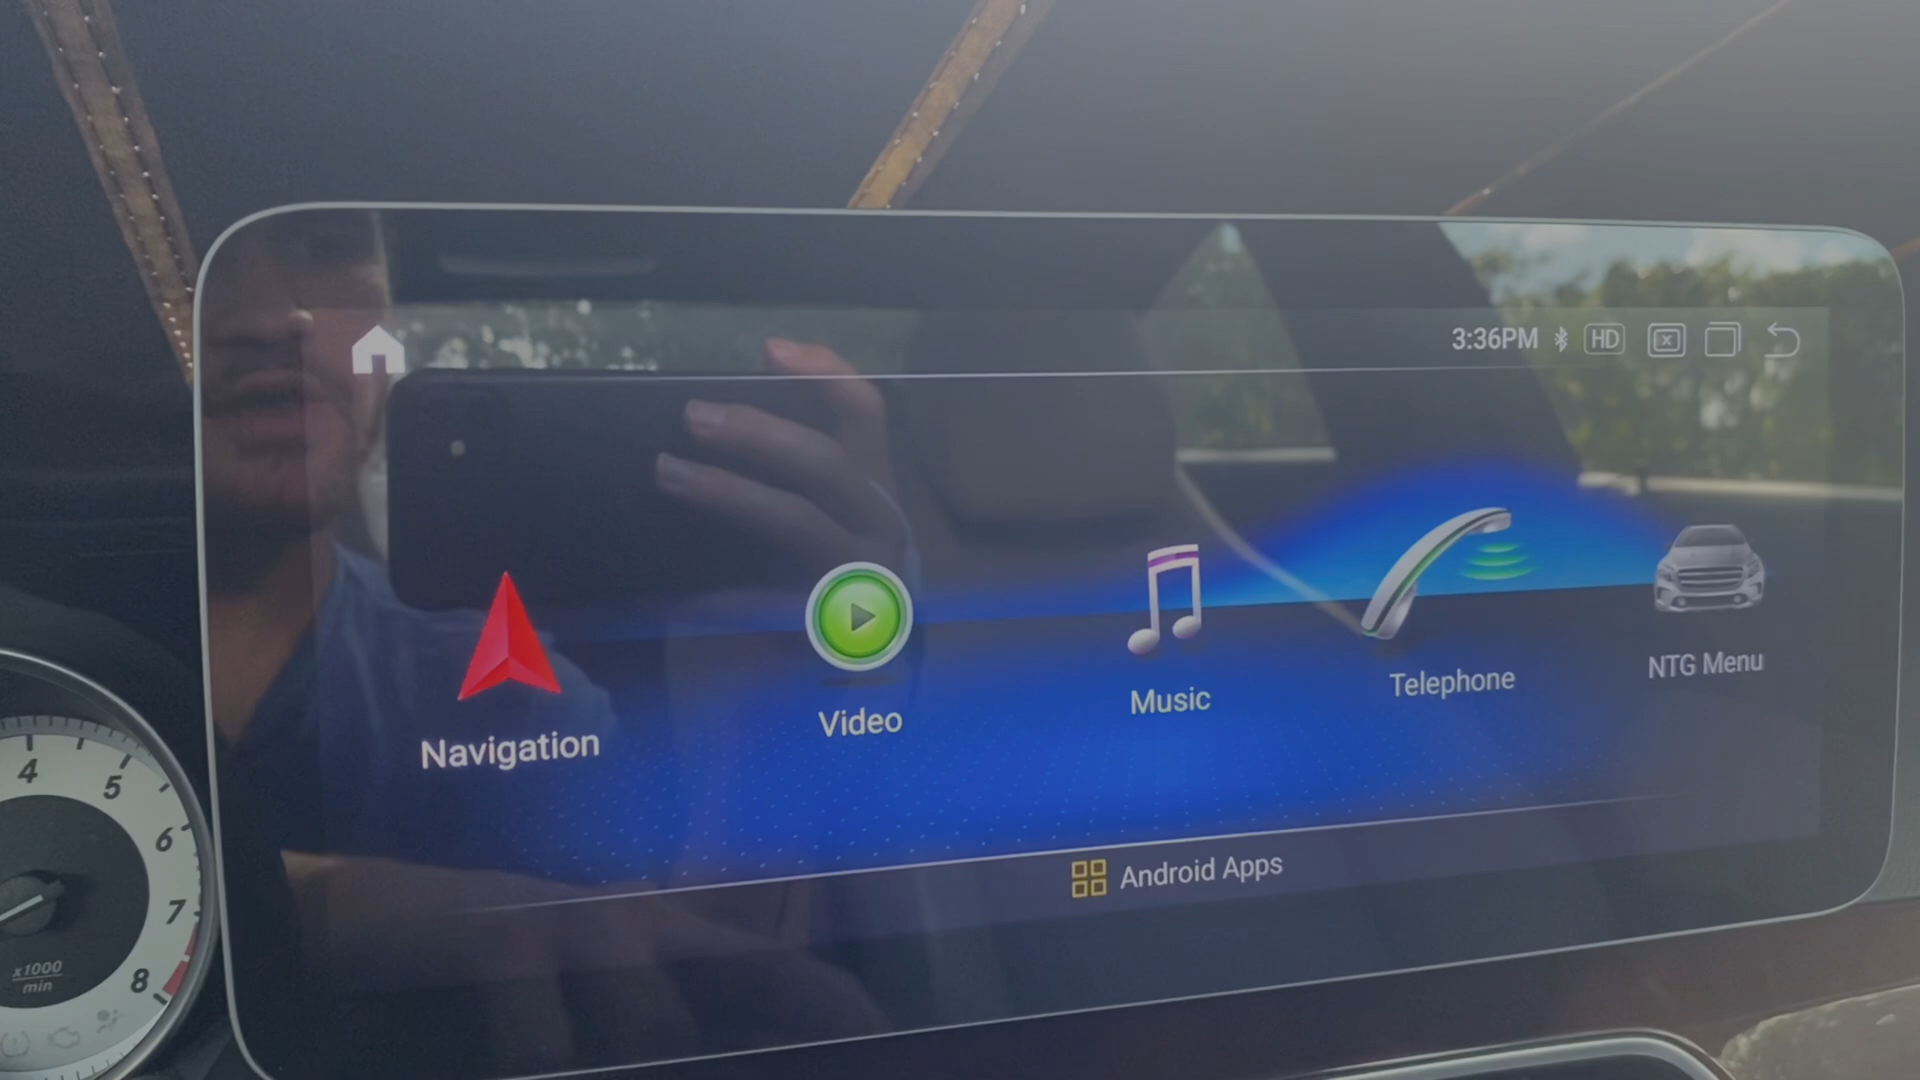 3:36PM HD
Navigation
Video
Music
Telephone
NTG Menu
Android Apps
4
5
6
7
8
x1000
min